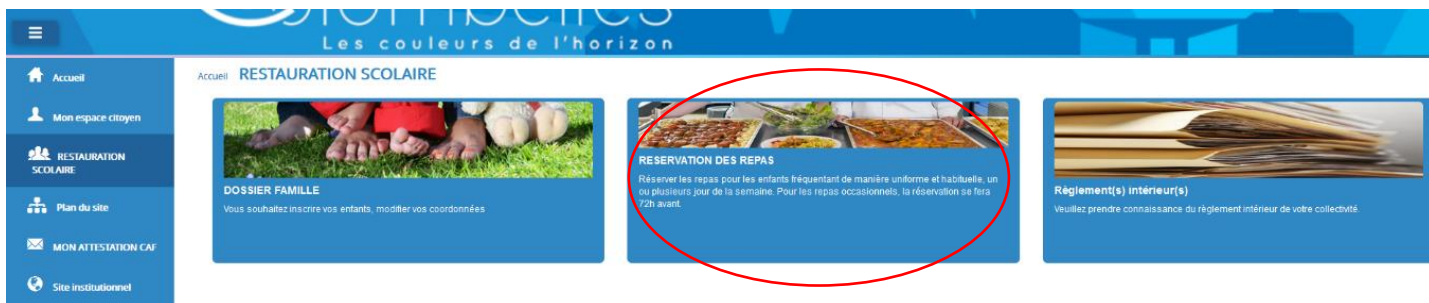 Les couleurs de l'horizon
Accueil
Mon espace citoyen
RESTAURATION
SCOLAIRE
Plan du site
MON ATTESTATION CAF
Site institutionnel
Accueil RESTAURATION SCOLAIRE
DOSSIER FAMILLE
Vous souhaitez inscrire vos enfants, modifier vos coordonnées
RESERVATION DES REPAS
Réserver les repas pour les enfants fréquentant de manière uniforme et habituelle, un
ou plusieurs jour de la semaine. Pour les repas occasionnels, la réservation se fera
72h avant.
Règlement(s) intérieur(s)
Veuillez prendre connaissance du règlement intérieur de votre collectivité.